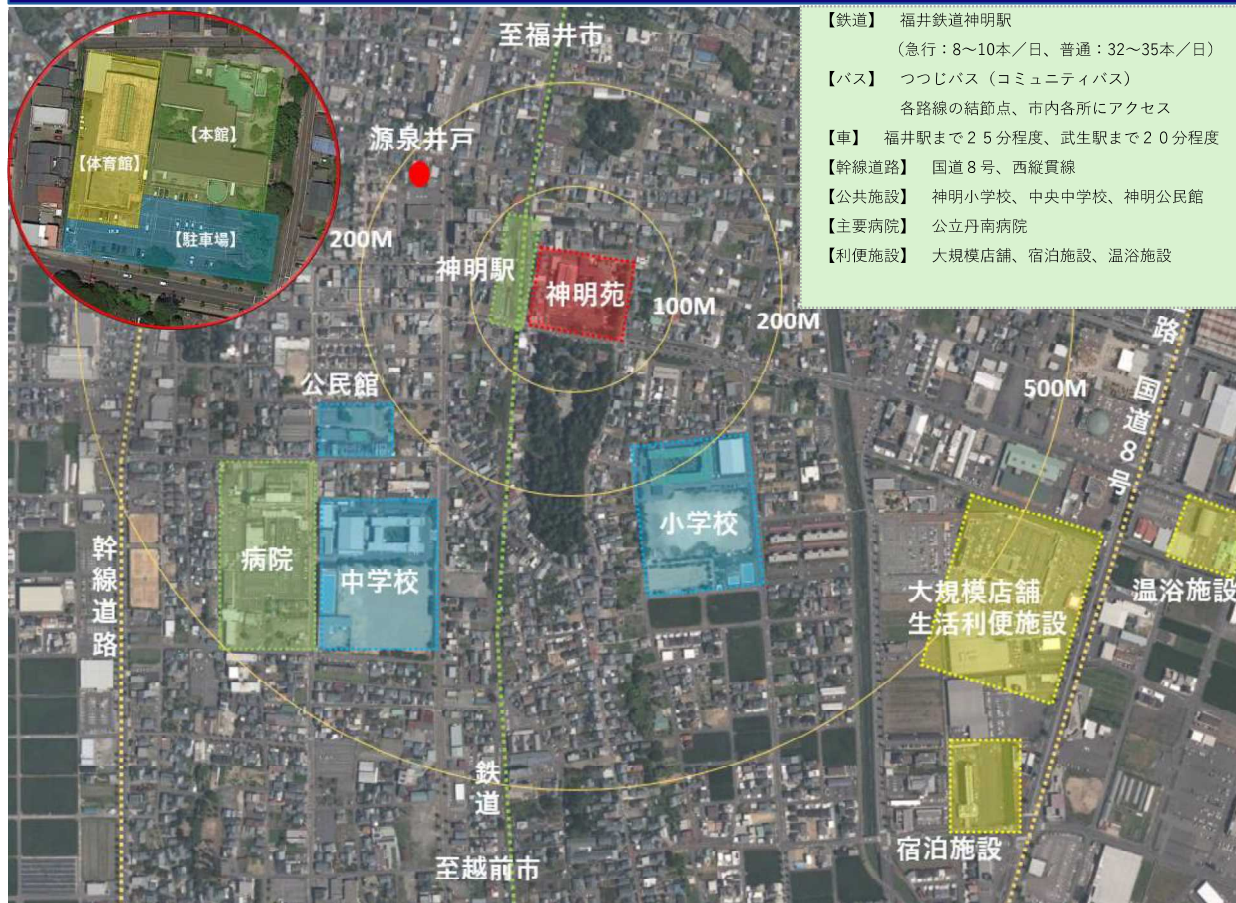 【鉄道】 福井鉄道神明駅
（急行：8～10本／日、普通：32～35本／日）
【バス】 つつじバス（コミュニティバス）
各路線の結節点、市内各所にアクセス
【車】 福井駅まで２５分程度、武生駅まで２０分程度
【幹線道路】 国道８号、西縦貫線
【公共施設】 神明小学校、中央中学校、神明公民館
【主要病院】 公立丹南病院
【利便施設】 大規模店舗、宿泊施設、温浴施設
至福井市
【本館】
【体育館】
【駐車場】
源泉井戸
200M
神明駅
神明苑
100M
200M
500M
路
国道８号
公民館
病院
中学校
小学校
幹線道路
大規模店舗
生活利便施設
温浴施設
宿泊施設
鉄道
至越前市